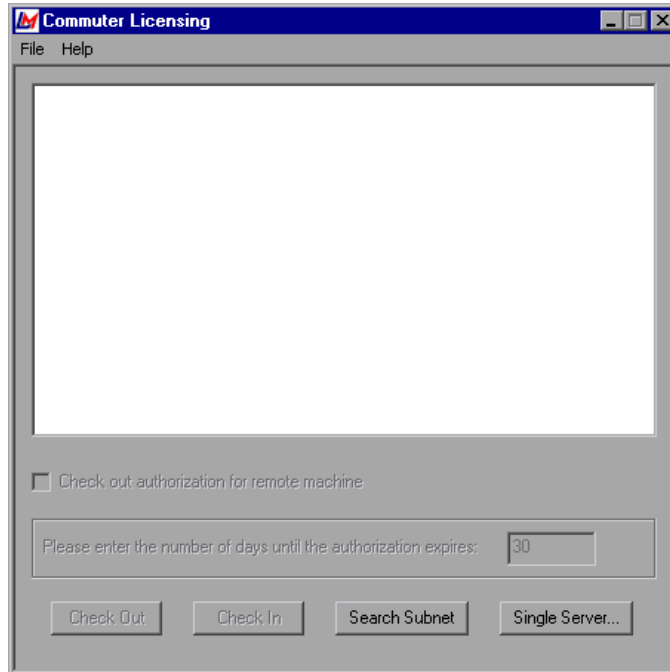 LM Commuter Licensing
File Help
Check out authorization for remote machine
Please enter the number of days until the authorization expires: 30
Check Out Check In Search Subnet Single Server...